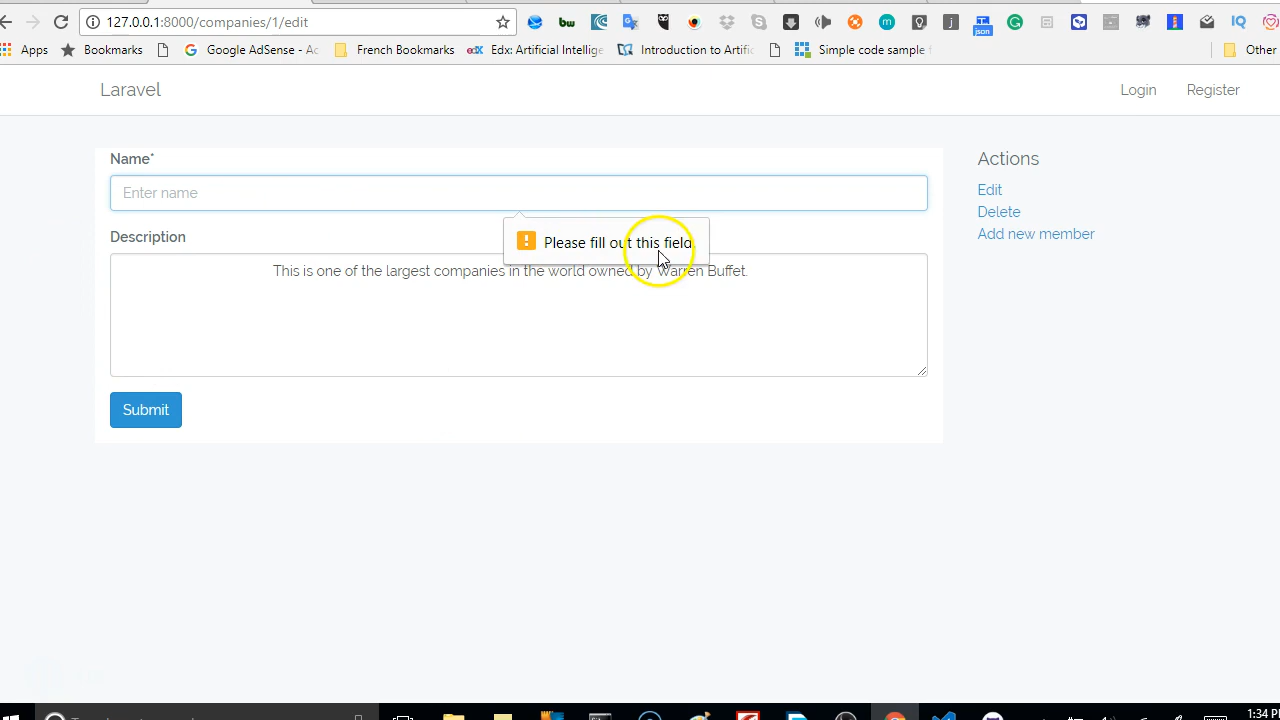 127.0.0.1:8000/companies/1/edit
Apps Bookmarks Google AdSense - Ac French Bookmarks Edx: Artificial Intellige Introduction to Artific Simple code sample Other
Laravel Login Register
Name*
Enter name
Please fill out this field.
Description
This is one of the largest companies in the world owned by Warren Buffet.
Submit
Actions
Edit
Delete
Add new member
1:34 P